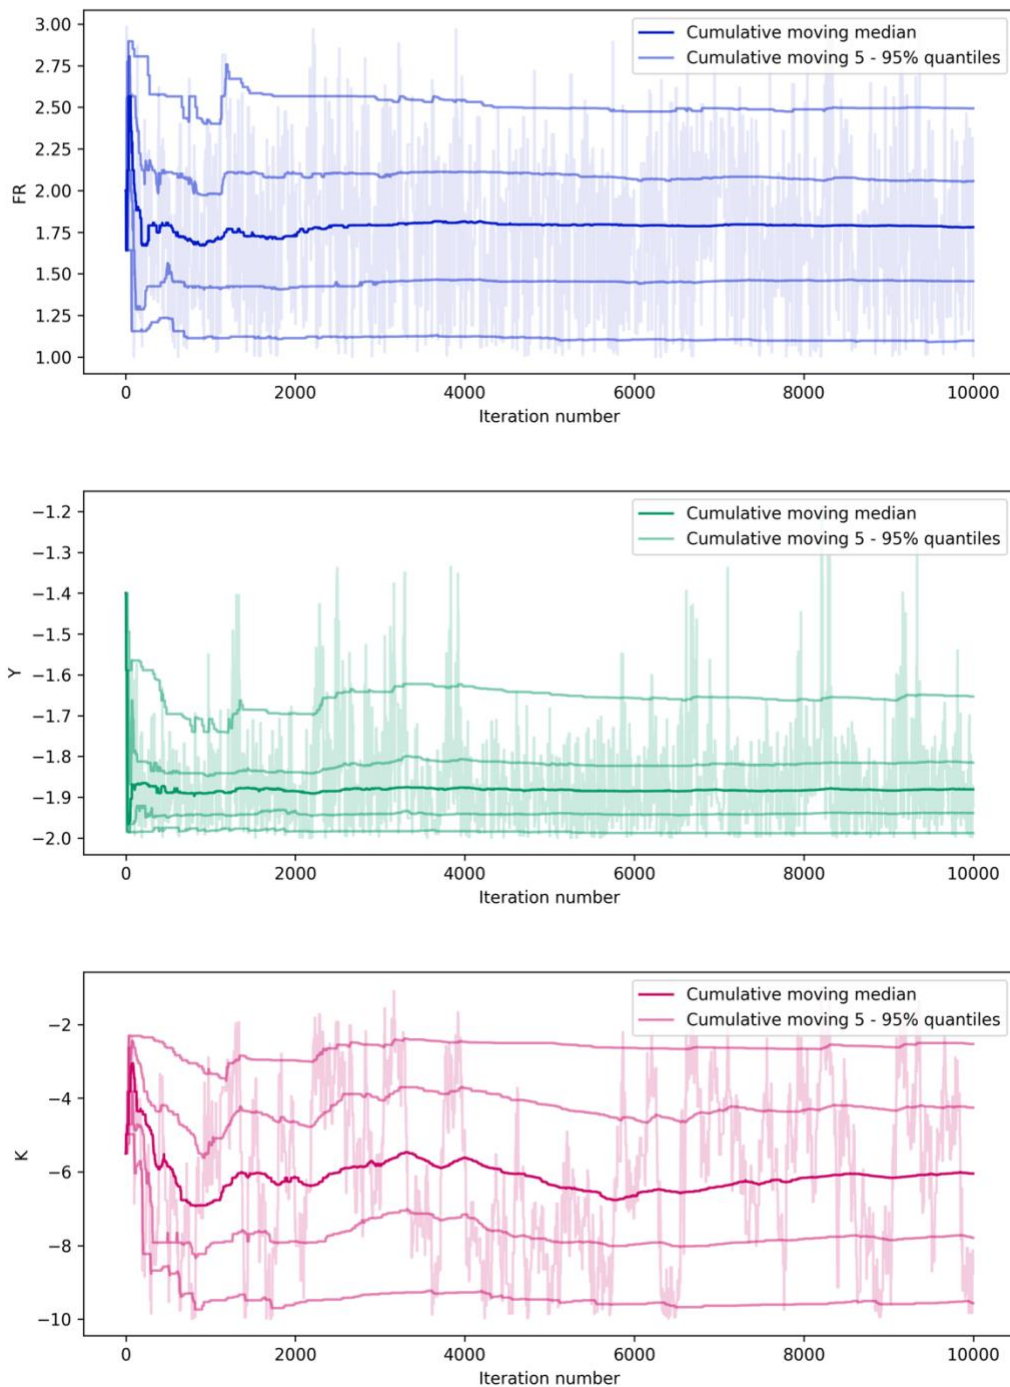 3.00
2.75
2.50
2.25
2.00
1.75
1.50
1.25
1.00
FR
Cumulative moving median
Cumulative moving 5 - 95% quantiles
0 2000 4000 6000 8000 10000
Iteration number
−1.2
−1.3
−1.4
−1.5
−1.6
−1.7
−1.8
−1.9
−2.0
Y
Cumulative moving median
Cumulative moving 5 - 95% quantiles
0 2000 4000 6000 8000 10000
Iteration number
−2
−4
−6
−8
−10
K
Cumulative moving median
Cumulative moving 5 - 95% quantiles
0 2000 4000 6000 8000 10000
Iteration number